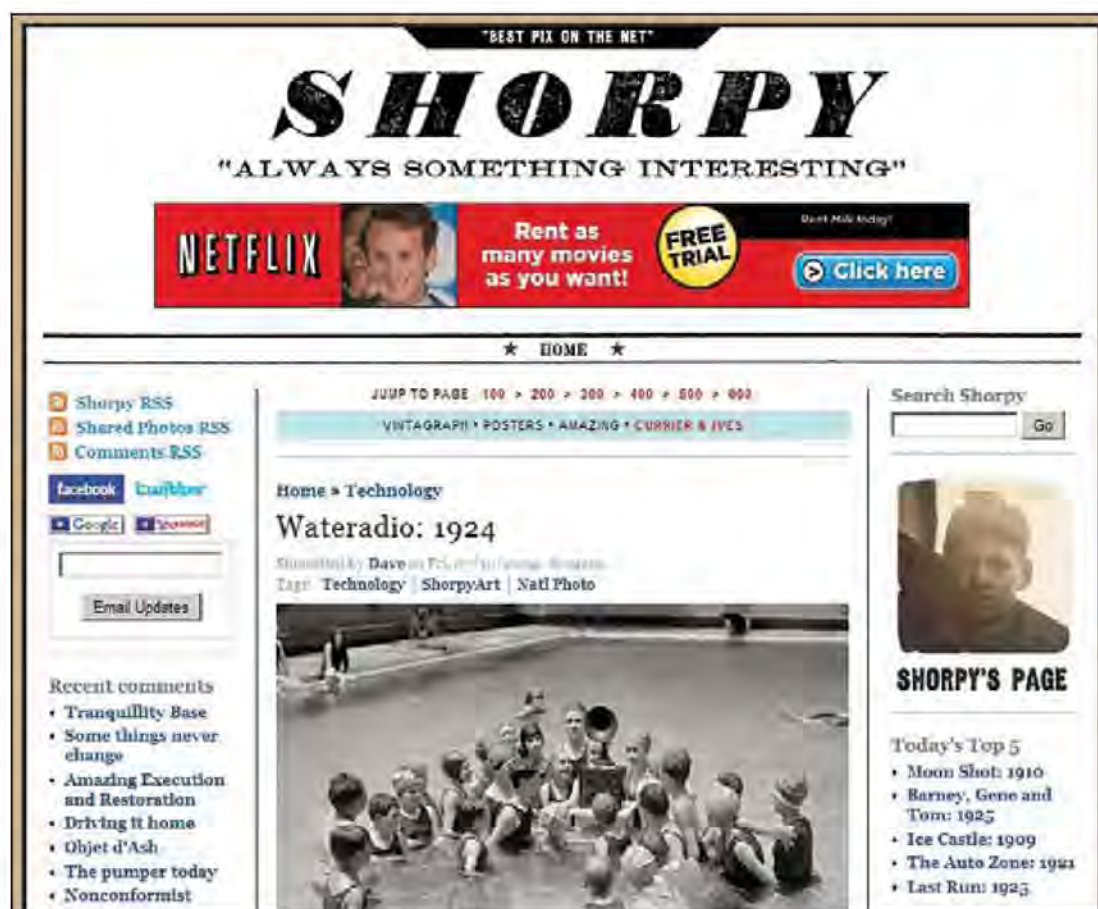 "BEST PIX ON THE NET"
SHORPY
"ALWAYS SOMETHING INTERESTING"
NETFLIX
Rent as
many movies
as you want!
FREE
TRIAL
Click here
★ HOME ★
Shorpy RSS
Shared Photos RSS
Comments RSS
facebook twitter
Google
Email Updates
Recent comments
• Tranquillity Base
• Some things never
change
• Amazing Execution
and Restoration
• Driving it home
• Objet d'Ash
• The pumper today
• Nonconformist
JUMP TO PAGE 100 > 200 > 300 > 400 > 500 > 600
VINTAGRAPH • POSTERS • AMAZING • CURRIER & IVES
Home » Technology
Wateradio: 1924
Submitted by Dave on Fri,
Tags: Technology | ShorpyArt | Natl Photo
Search Shorpy
Go
SHORPY'S PAGE
Today's Top 5
• Moon Shot: 1910
• Barney, Gene and
Tom: 1925
• Ice Castle: 1909
• The Auto Zone: 1921
• Last Run: 1925